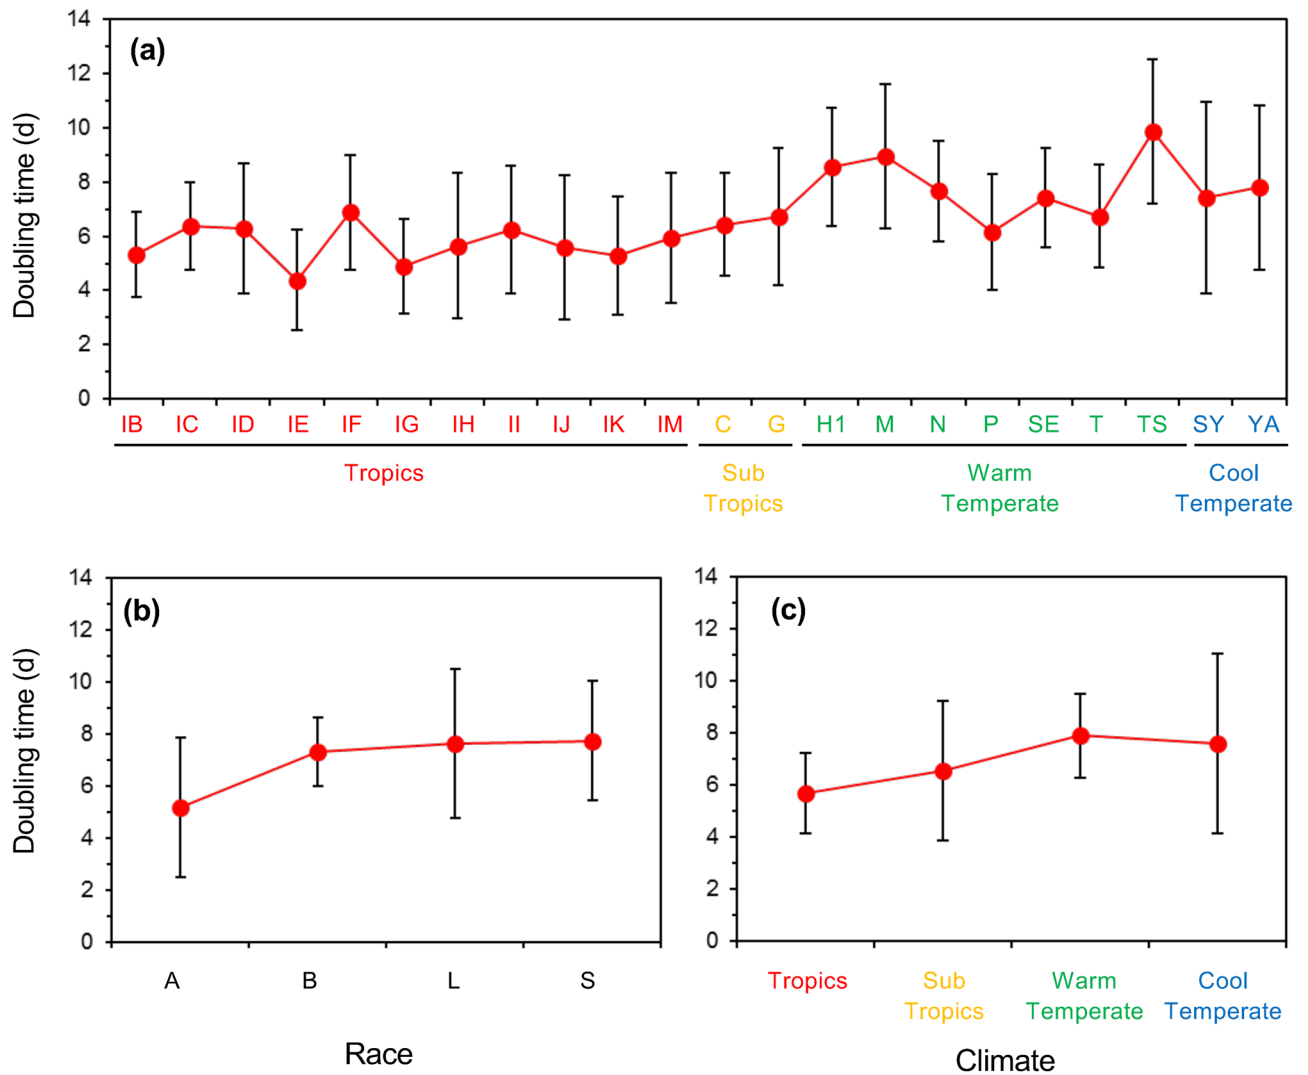 (a)
Doubling time (d)
14
12
10
8
6
4
2
0
IB IC ID IE IF IG IH II IJ IK IM C G H1 M N P SE T TS SY YA
Tropics
Sub
Tropics
Warm
Temperate
Cool
Temperate
(b)
Doubling time (d)
14
12
10
8
6
4
2
0
A B L S
Race
(c)
14
12
10
8
6
4
2
0
Tropics
Sub
Tropics
Warm
Temperate
Cool
Temperate
Climate